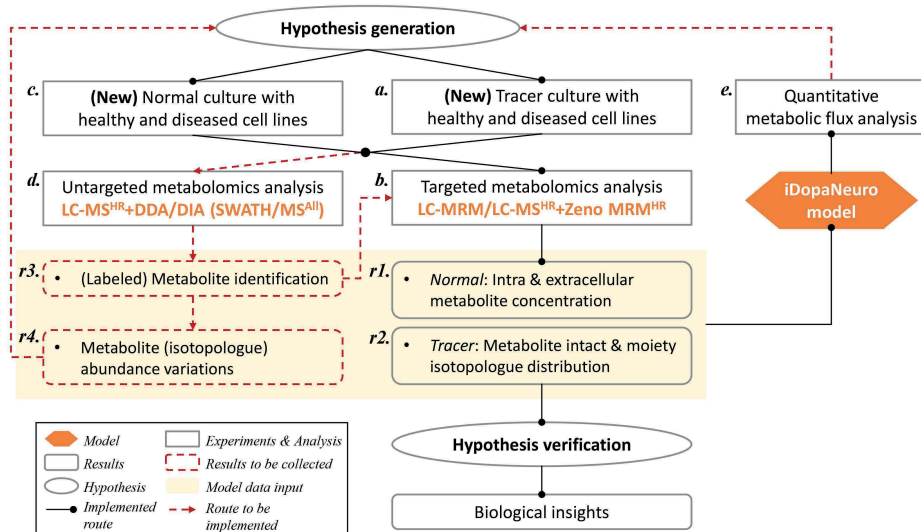 Hypothesis generation
c.
(New) Normal culture with
healthy and diseased cell lines
a.
(New) Tracer culture with
healthy and diseased cell lines
e.
Quantitative
metabolic flux analysis
d.
Untargeted metabolomics analysis
LC-MSᴴᴿ+DDA/DIA (SWATH/MSᴬˡˡ)
b.
Targeted metabolomics analysis
LC-MRM/LC-MSᴴᴿ+Zeno MRMᴴᴿ
iDopaNeuro
model
r3.
• (Labeled) Metabolite identification
r1.
• Normal: Intra & extracellular
metabolite concentration
r4.
• Metabolite (isotopologue)
abundance variations
r2.
• Tracer: Metabolite intact & moiety
isotopologue distribution
Hypothesis verification
Biological insights
Model
Experiments & Analysis
Results
Results to be collected
Hypothesis
Model data input
Implemented
route
Route to be
implemented